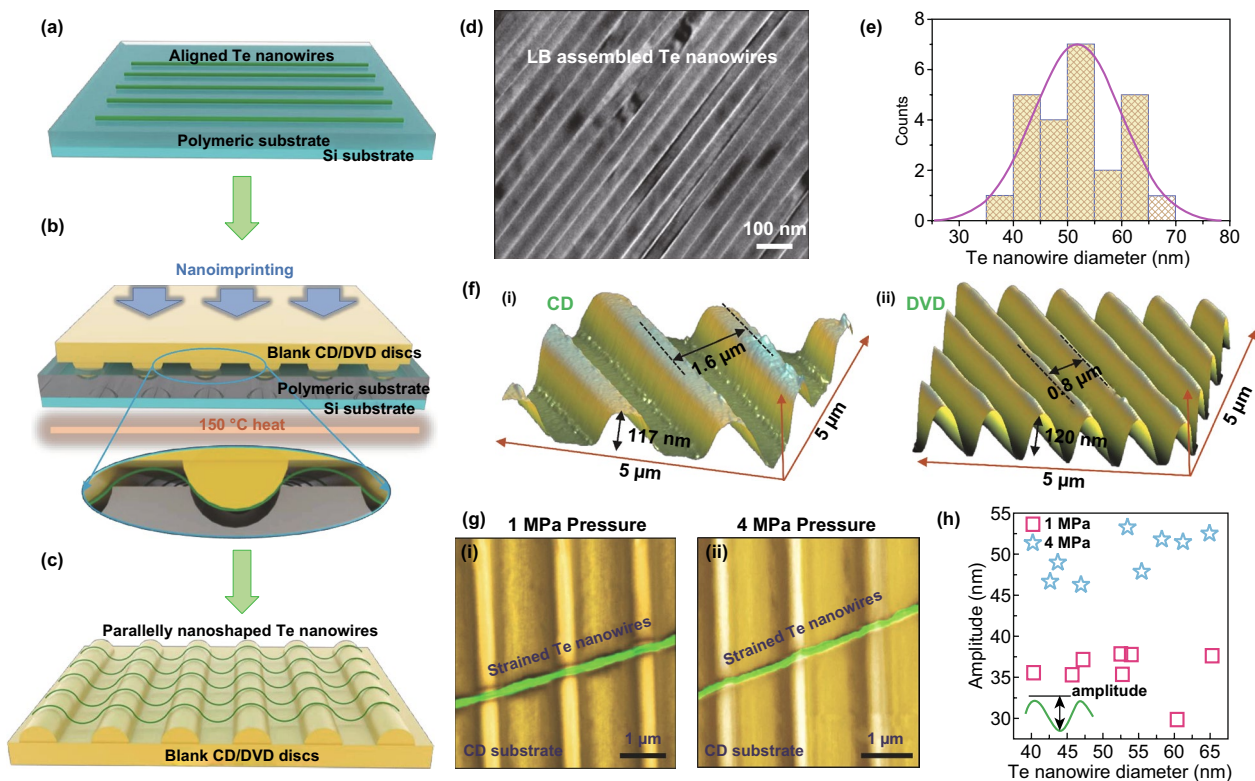 (a)
Aligned Te nanowires
Polymeric substrate
Si substrate
(b)
Nanoimprinting
Blank CD/DVD discs
Polymeric substrate
Si substrate
150 °C heat
(c)
Parallelly nanoshaped Te nanowires
Blank CD/DVD discs
(d)
LB assembled Te nanowires
100 nm
(e)
Counts
8
6
4
2
0
30 40 50 60 70 80
Te nanowire diameter (nm)
(f)
(i)
CD
1.6 µm
117 nm
5 µm
5 µm
(ii)
DVD
0.8 µm
120 nm
5 µm
5 µm
(g)
1 MPa Pressure
(i)
Strained Te nanowires
CD substrate
1 µm
4 MPa Pressure
(ii)
Strained Te nanowires
CD substrate
1 µm
(h)
Amplitude (nm)
55
50
45
40
35
30
1 MPa
4 MPa
amplitude
40 44 50 55 60 65
Te nanowire diameter (nm)